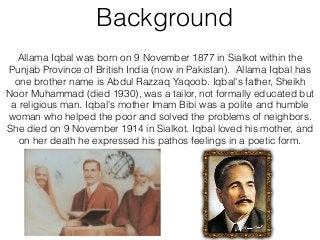 Background
Allama Iqbal was born on 9 November 1877 in Sialkot within the
Punjab Province of British India (now in Pakistan).  Allama Iqbal has
one brother name is Abdul Razzaq Yaqoob. Iqbal's father, Sheikh
Noor Muhammad (died 1930), was a tailor, not formally educated but
a religious man. Iqbal's mother Imam Bibi was a polite and humble
woman who helped the poor and solved the problems of neighbors.
She died on 9 November 1914 in Sialkot. Iqbal loved his mother, and
on her death he expressed his pathos feelings in a poetic form.